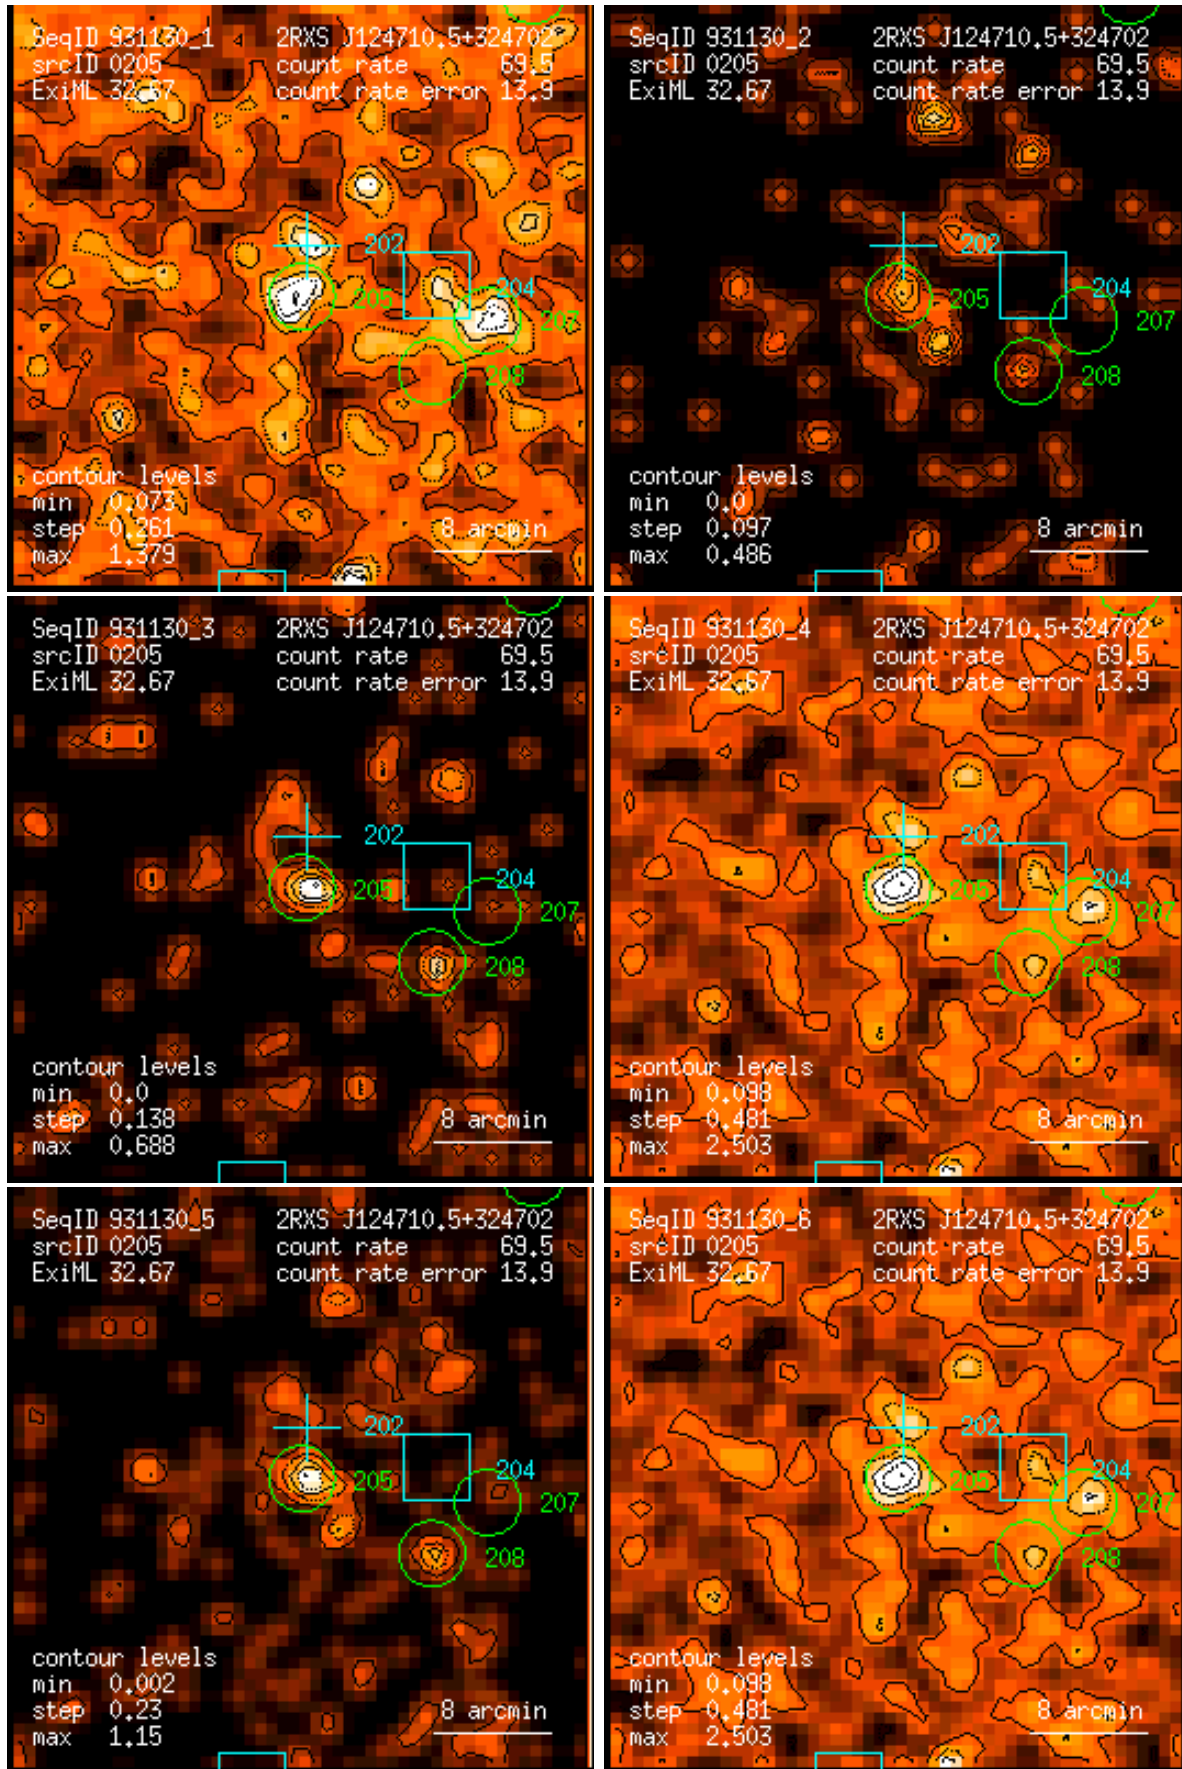 SeqID 931130_1 2RXS J124710.5+324702
srcID 0205 count rate 69.5
ExiML 32.67 count rate error 13.9
202
204
205
207
208
contour levels
min 0.073
step 0.261
max 1.379
8 arcmin
SeqID 931130_2 2RXS J124710.5+324702
srcID 0205 count rate 69.5
ExiML 32.67 count rate error 13.9
202
204
205
207
208
contour levels
min 0.0
step 0.097
max 0.486
8 arcmin
SeqID 931130_3 2RXS J124710.5+324702
srcID 0205 count rate 69.5
ExiML 32.67 count rate error 13.9
202
204
205
207
208
contour levels
min 0.0
step 0.138
max 0.688
8 arcmin
SeqID 931130_4 2RXS J124710.5+324702
srcID 0205 count rate 69.5
ExiML 32.67 count rate error 13.9
202
204
205
207
208
contour levels
min 0.098
step 0.481
max 2.503
8 arcmin
SeqID 931130_5 2RXS J124710.5+324702
srcID 0205 count rate 69.5
ExiML 32.67 count rate error 13.9
202
204
205
207
208
contour levels
min 0.002
step 0.23
max 1.15
8 arcmin
SeqID 931130_6 2RXS J124710.5+324702
srcID 0205 count rate 69.5
ExiML 32.67 count rate error 13.9
202
204
205
207
208
contour levels
min 0.098
step 0.481
max 2.503
8 arcmin